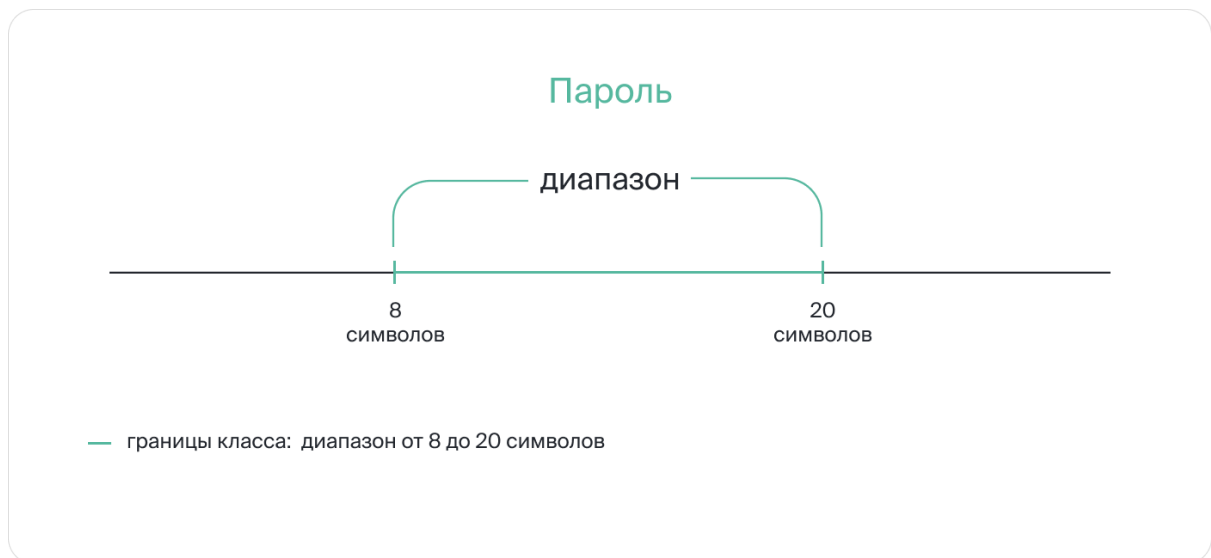 Пароль
диапазон
8
символов
20
символов
границы класса: диапазон от 8 до 20 символов